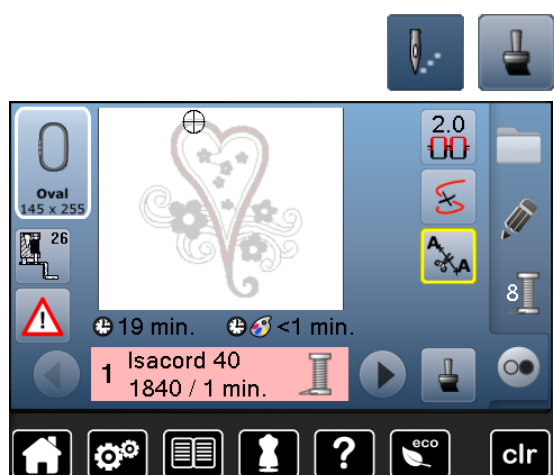 2.0
Oval
145 x 255
26
A
A
8
19 min.
<1 min.
1
Isacord 40
1840 / 1 min.
?
eco
clr